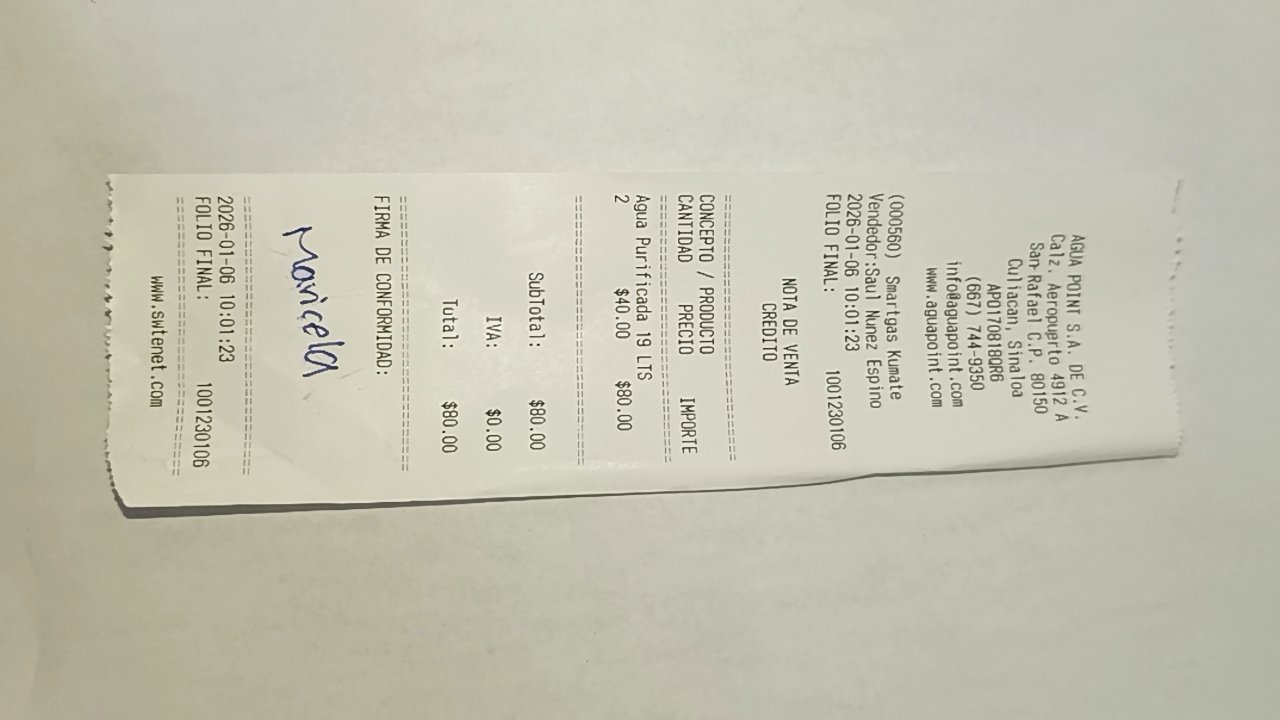 AGUA POINT S.A. DE C.V.
Calz. Aeropuerto 4912 A
San Rafael C.P. 80150
Culiacan, Sinaloa
APO170818QR6
(667) 744-9350
info@aguapoint.com
www.aguapoint.com
(000560) Smartgas Kumate
Vendedor:Saul Nunez Espino
2026-01-06 10:01:23
FOLIO FINAL: 1001230106
NOTA DE VENTA
CREDITO
CONCEPTO / PRODUCTO
CANTIDAD PRECIO IMPORTE
Agua Purificada 19 LTS
2 $40.00 $80.00
SubTotal: $80.00
IVA: $0.00
Total: $80.00
FIRMA DE CONFORMIDAD:
Maricela
2026-01-06 10:01:23
FOLIO FINAL: 1001230106
www.swtenet.com